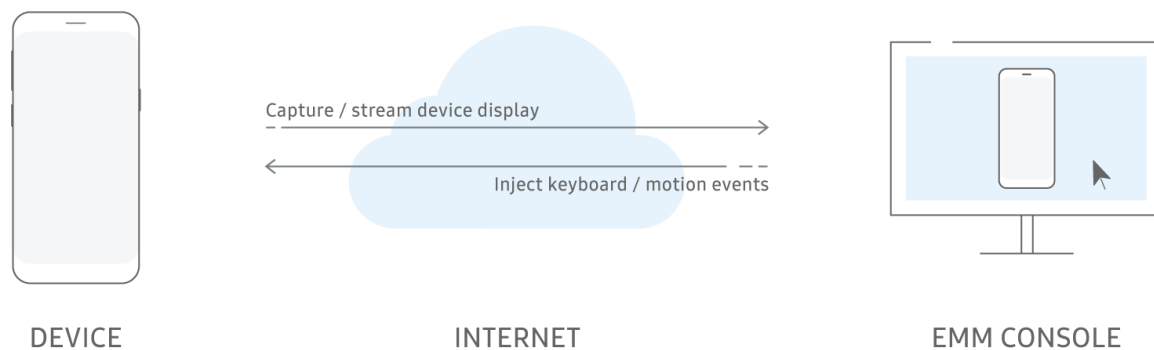 Capture / stream device display
Inject keyboard / motion events
DEVICE
INTERNET
EMM CONSOLE